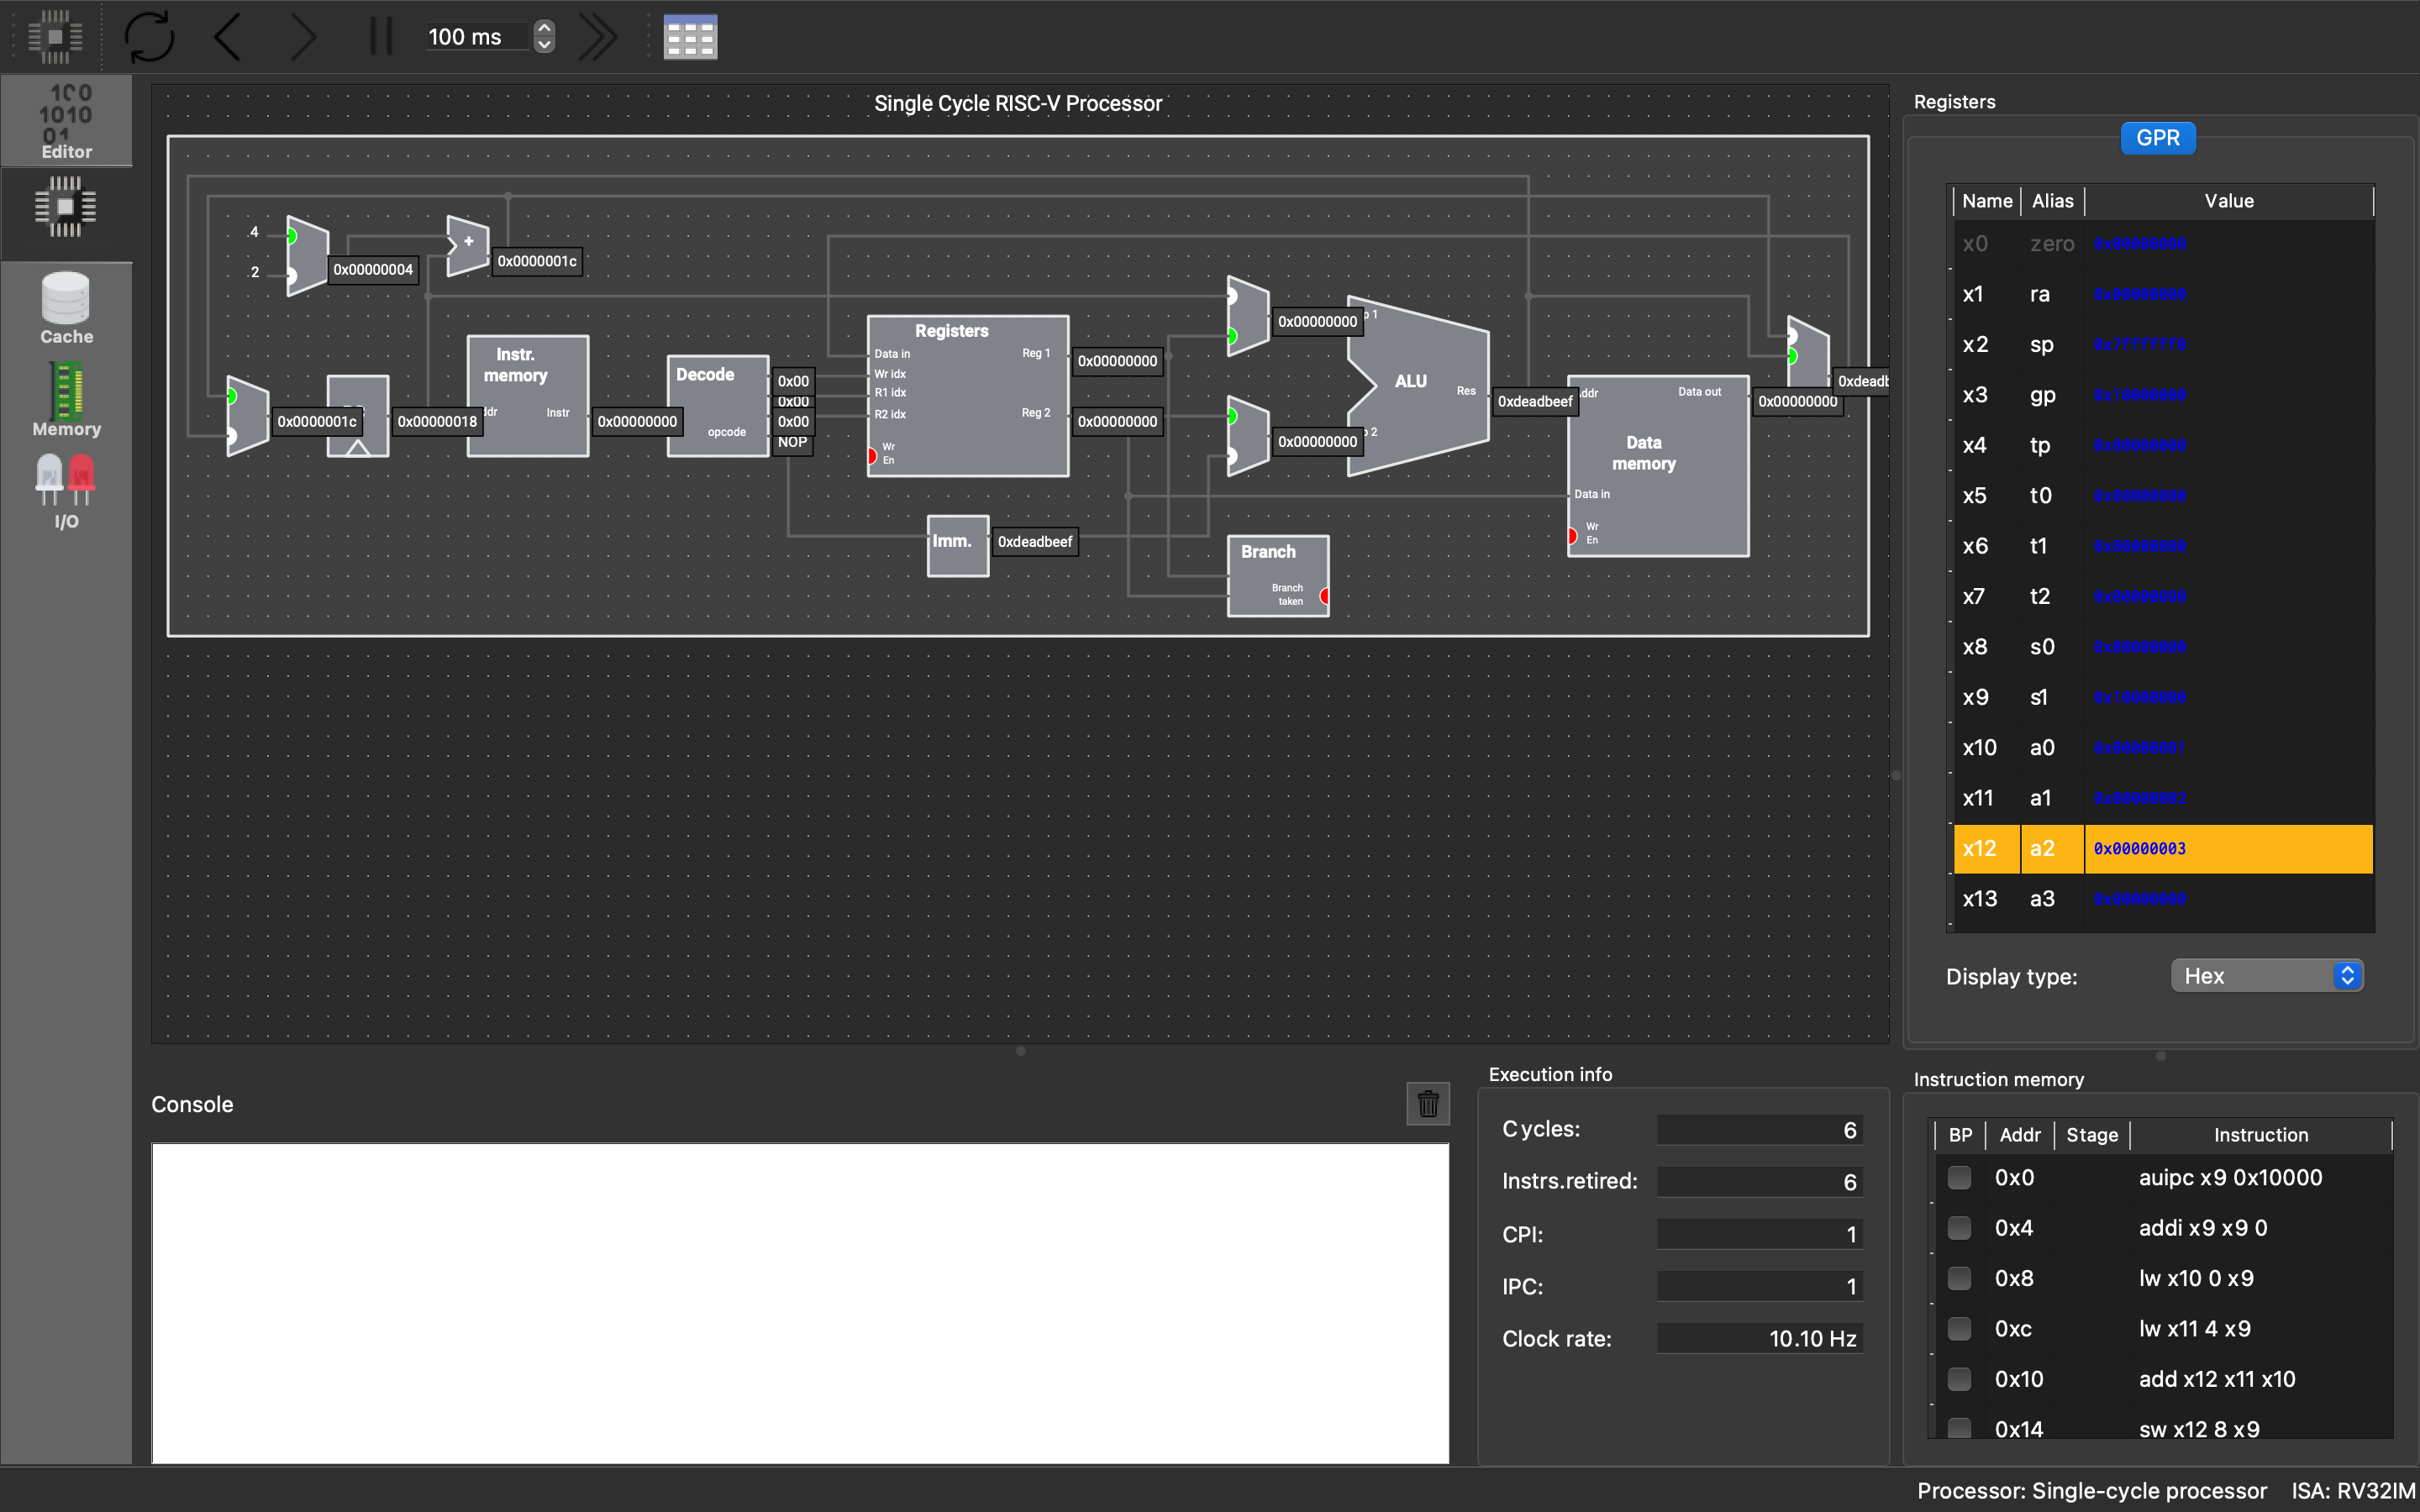 100 ms
Editor
Cache
Memory
I/O
Single Cycle RISC-V Processor
4
2
0x00000004
+
0x0000001c
0x0000001c
0x00000018
Instr.
memory
Instr
0x00000000
Decode
opcode
0x00
0x00
0x00
NOP
Registers
Data in
Wr idx
R1 idx
R2 idx
Wr
En
Reg 1
Reg 2
0x00000000
0x00000000
Imm.
0xdeadbeef
0x00000000
0x00000000
ALU
Res
0xdeadbeef
Branch
Branch
taken
Data out
Data
memory
Data in
Wr
En
0x00000000
0xdeadb
Registers
GPR
Name Alias Value
x0 zero 0x00000000
x1 ra 0x00000000
x2 sp 0x7ffffff0
x3 gp 0x10000000
x4 tp 0x00000000
x5 t0 0x00000000
x6 t1 0x00000000
x7 t2 0x00000000
x8 s0 0x00000000
x9 s1 0x10000000
x10 a0 0x00000001
x11 a1 0x00000002
x12 a2 0x00000003
x13 a3 0x00000000
Display type: Hex
Console
Execution info
Cycles: 6
Instrs.retired: 6
CPI: 1
IPC: 1
Clock rate: 10.10 Hz
Instruction memory
BP Addr Stage Instruction
0x0 auipc x9 0x10000
0x4 addi x9 x9 0
0x8 lw x10 0 x9
0xc lw x11 4 x9
0x10 add x12 x11 x10
0x14 sw x12 8 x9
Processor: Single-cycle processor ISA: RV32IM